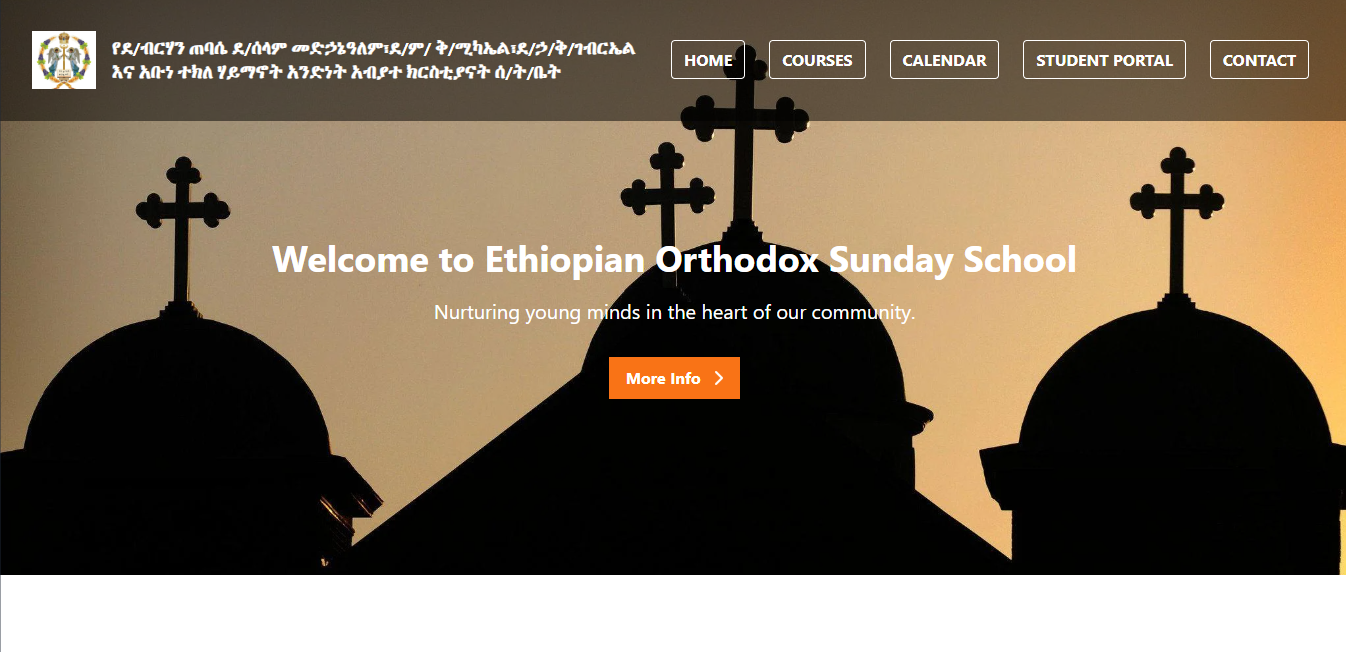 የደ/ብርሃን ጠባሴ ደ/ሰላም መድኃኔዓለም፣ደ/ም/ ቅ/ሚካኤል፣ደ/ኃ/ቅ/ገብርኤል
እና አቡነ ተክለ ሃይማኖት አንድነት አብያተ ክርስቲያናት ሰ/ት/ቤት
HOME COURSES CALENDAR STUDENT PORTAL CONTACT
Welcome to Ethiopian Orthodox Sunday School
Nurturing young minds in the heart of our community.
More Info